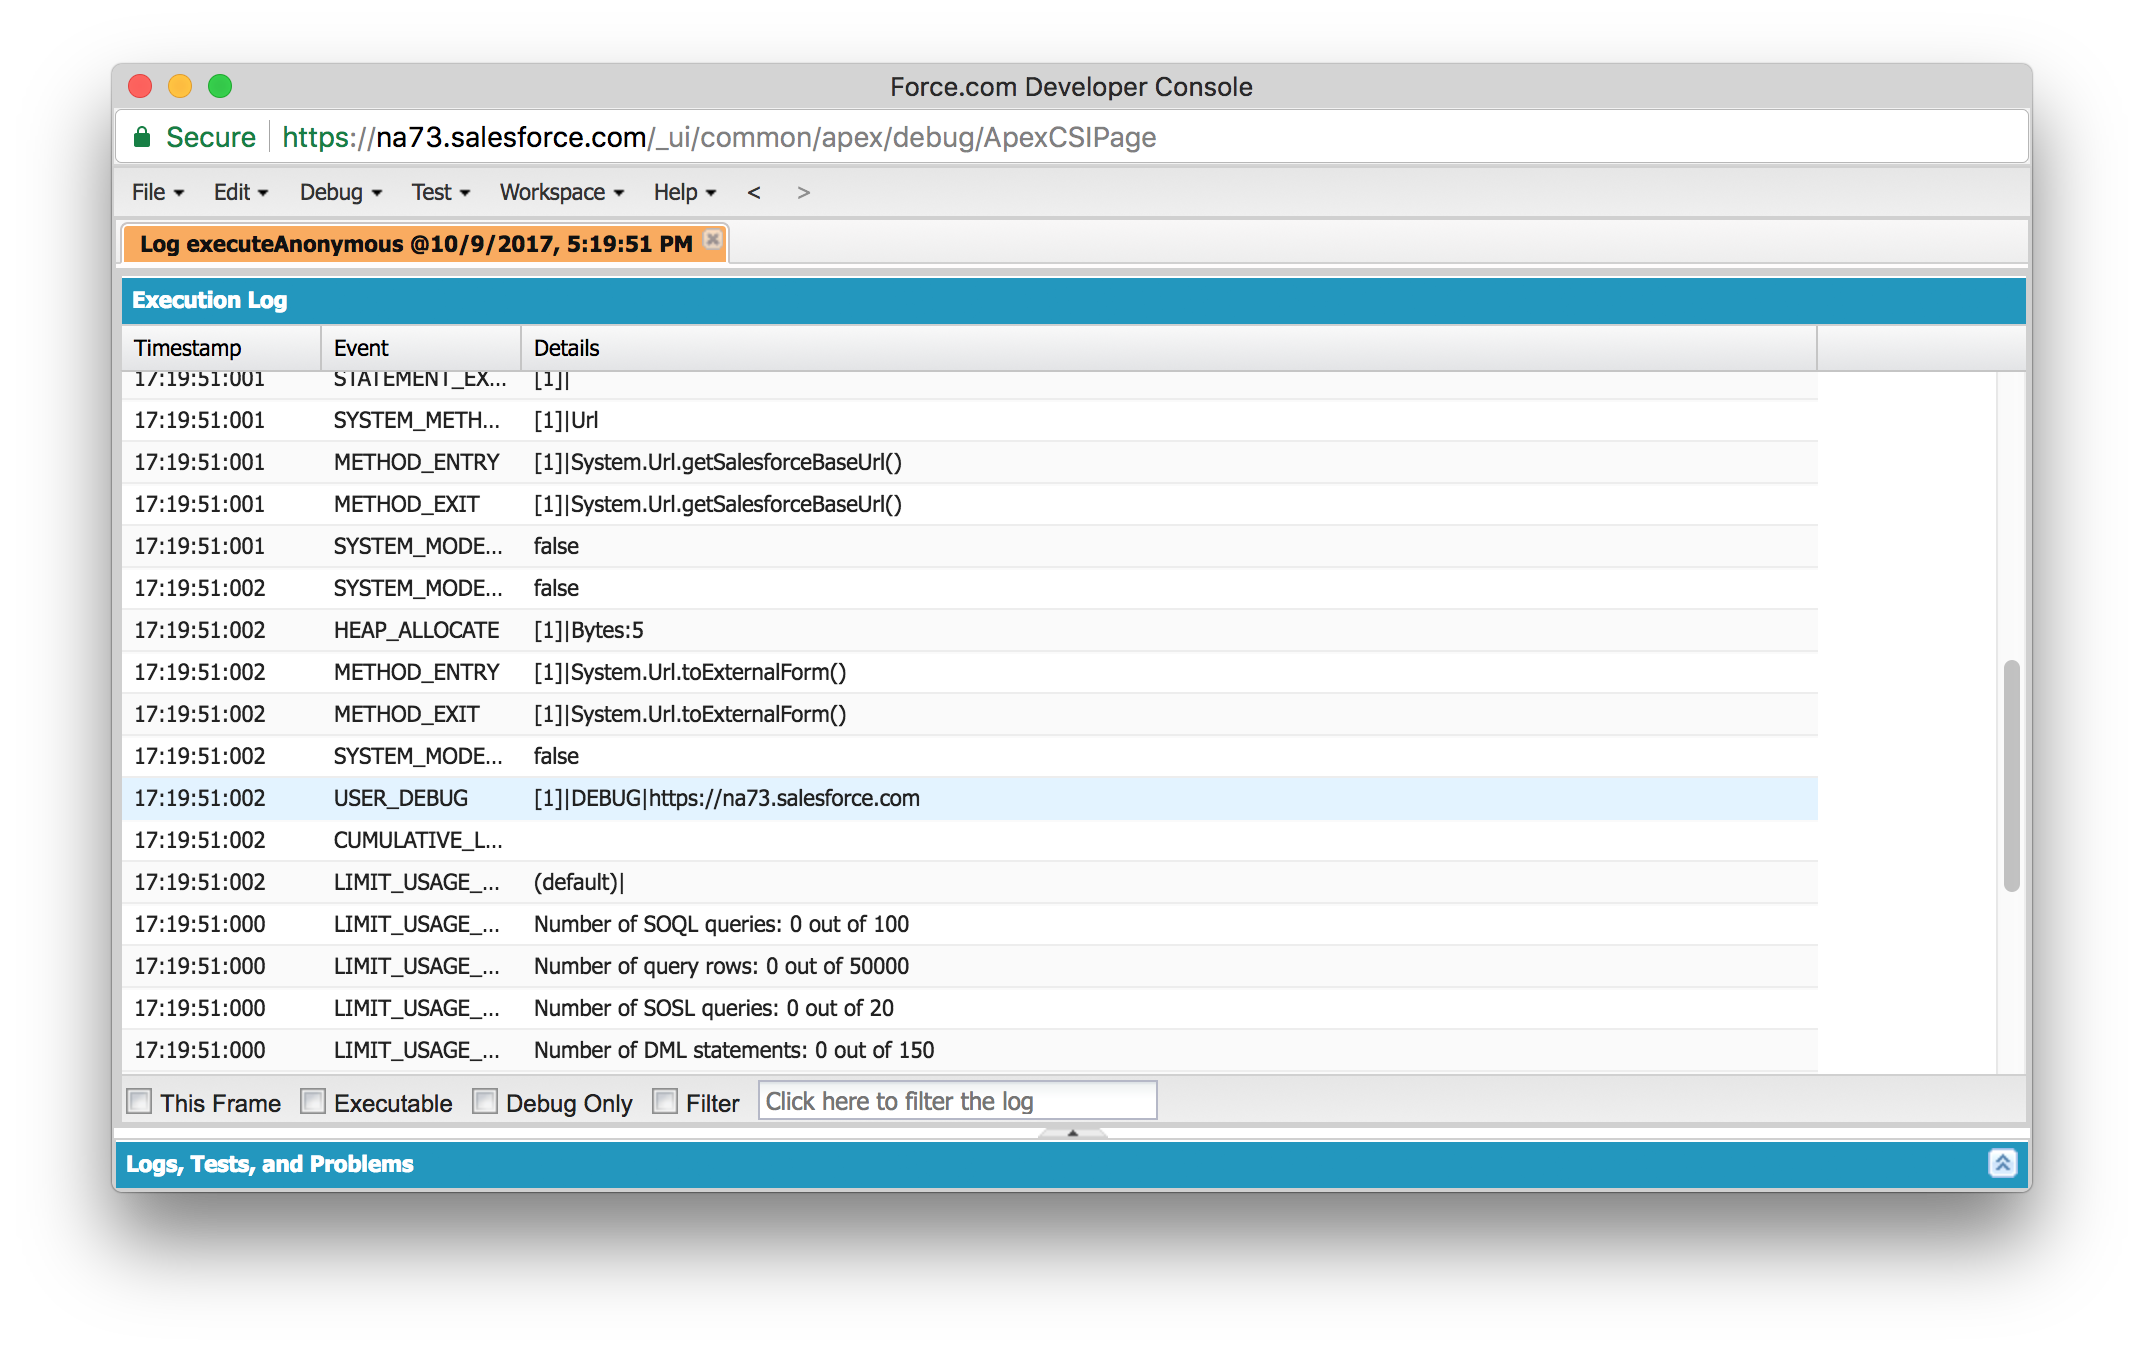 Force.com Developer Console
Secure https://na73.salesforce.com/_ui/common/apex/debug/ApexCSIPage
File Edit Debug Test Workspace Help < >
Log executeAnonymous @10/9/2017, 5:19:51 PM
Execution Log
Timestamp Event Details
17:19:51:001 STATEMENT_EX... [1]|
17:19:51:001 SYSTEM_METH... [1]|Url
17:19:51:001 METHOD_ENTRY [1]|System.Url.getSalesforceBaseUrl()
17:19:51:001 METHOD_EXIT [1]|System.Url.getSalesforceBaseUrl()
17:19:51:001 SYSTEM_MODE... false
17:19:51:002 SYSTEM_MODE... false
17:19:51:002 HEAP_ALLOCATE [1]|Bytes:5
17:19:51:002 METHOD_ENTRY [1]|System.Url.toExternalForm()
17:19:51:002 METHOD_EXIT [1]|System.Url.toExternalForm()
17:19:51:002 SYSTEM_MODE... false
17:19:51:002 USER_DEBUG [1]|DEBUG|https://na73.salesforce.com
17:19:51:002 CUMULATIVE_L...
17:19:51:002 LIMIT_USAGE_... (default)|
17:19:51:000 LIMIT_USAGE_... Number of SOQL queries: 0 out of 100
17:19:51:000 LIMIT_USAGE_... Number of query rows: 0 out of 50000
17:19:51:000 LIMIT_USAGE_... Number of SOSL queries: 0 out of 20
17:19:51:000 LIMIT_USAGE_... Number of DML statements: 0 out of 150
This Frame Executable Debug Only Filter Click here to filter the log
Logs, Tests, and Problems